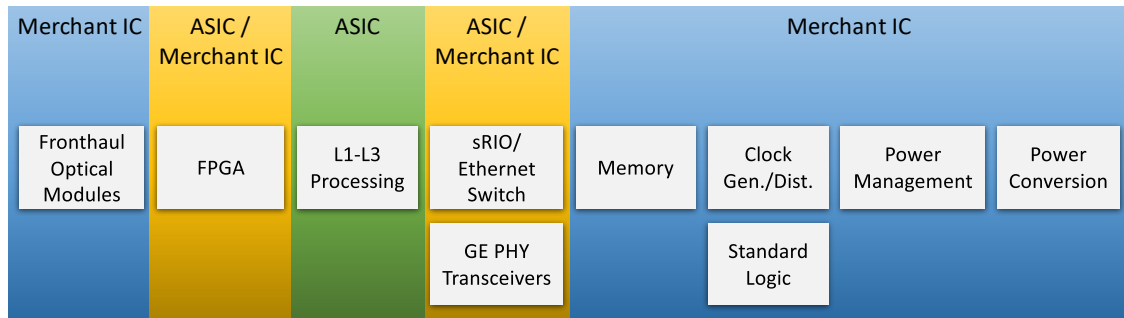 Merchant IC
ASIC /
Merchant IC
ASIC
ASIC /
Merchant IC
Merchant IC
Fronthaul
Optical
Modules
FPGA
L1-L3
Processing
sRIO/
Ethernet
Switch
Memory
Clock
Gen./Dist.
Power
Management
Power
Conversion
GE PHY
Transceivers
Standard
Logic